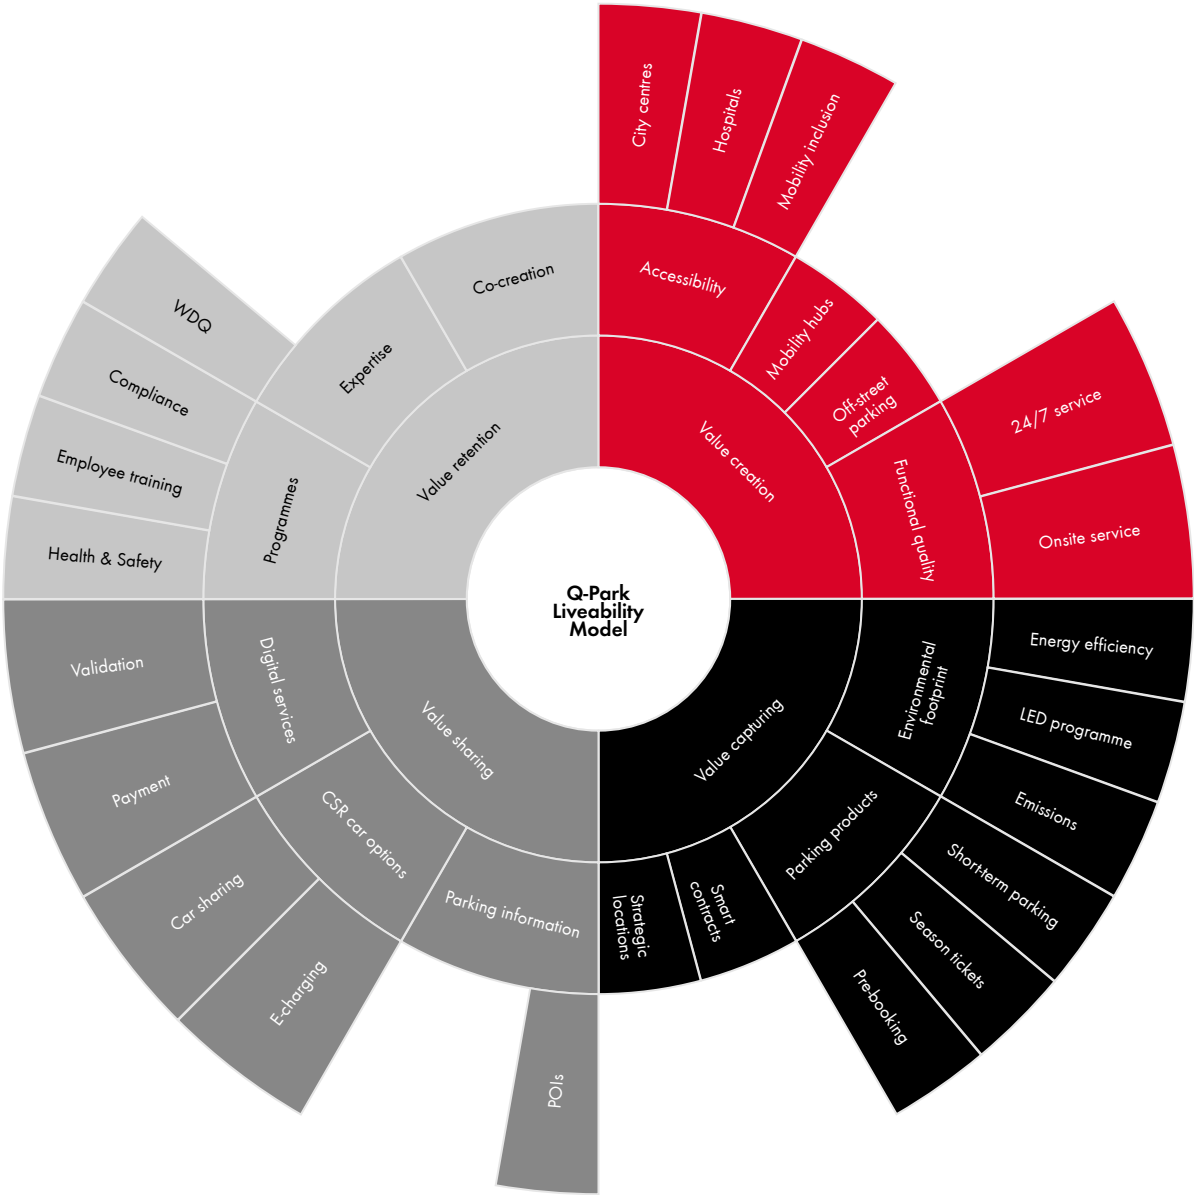 Q-Park
Liveability
Model
Value creation
Accessibility
City centres
Hospitals
Mobility inclusion
Mobility hubs
Off-street
parking
Functional quality
24/7 service
Onsite service
Value capturing
Environmental
footprint
Energy efficiency
LED programme
Emissions
Parking products
Short-term parking
Season tickets
Pre-booking
Smart
contracts
Strategic
locations
Value sharing
Parking information
POIs
CSR car options
E-charging
Car sharing
Digital services
Payment
Validation
Value retention
Programmes
Health & Safety
Employee training
Compliance
WDQ
Expertise
Co-creation